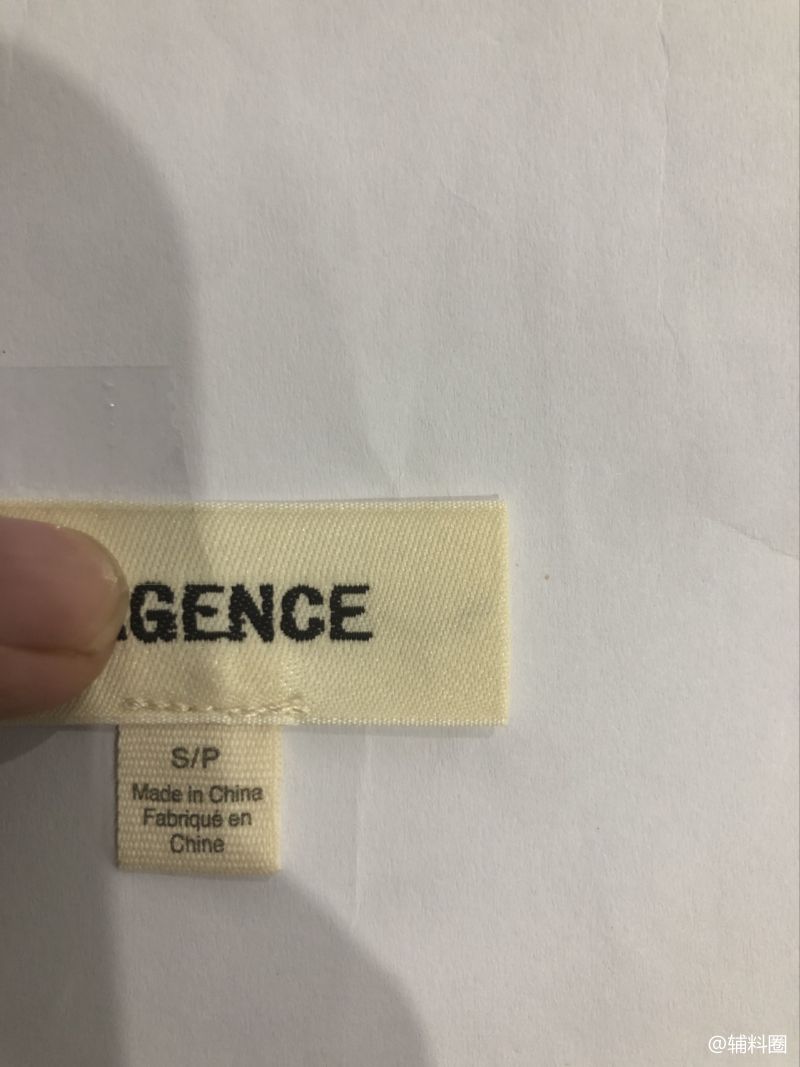 GENCE
S/P
Made in China
Fabriqué en
Chine
@辅料圈